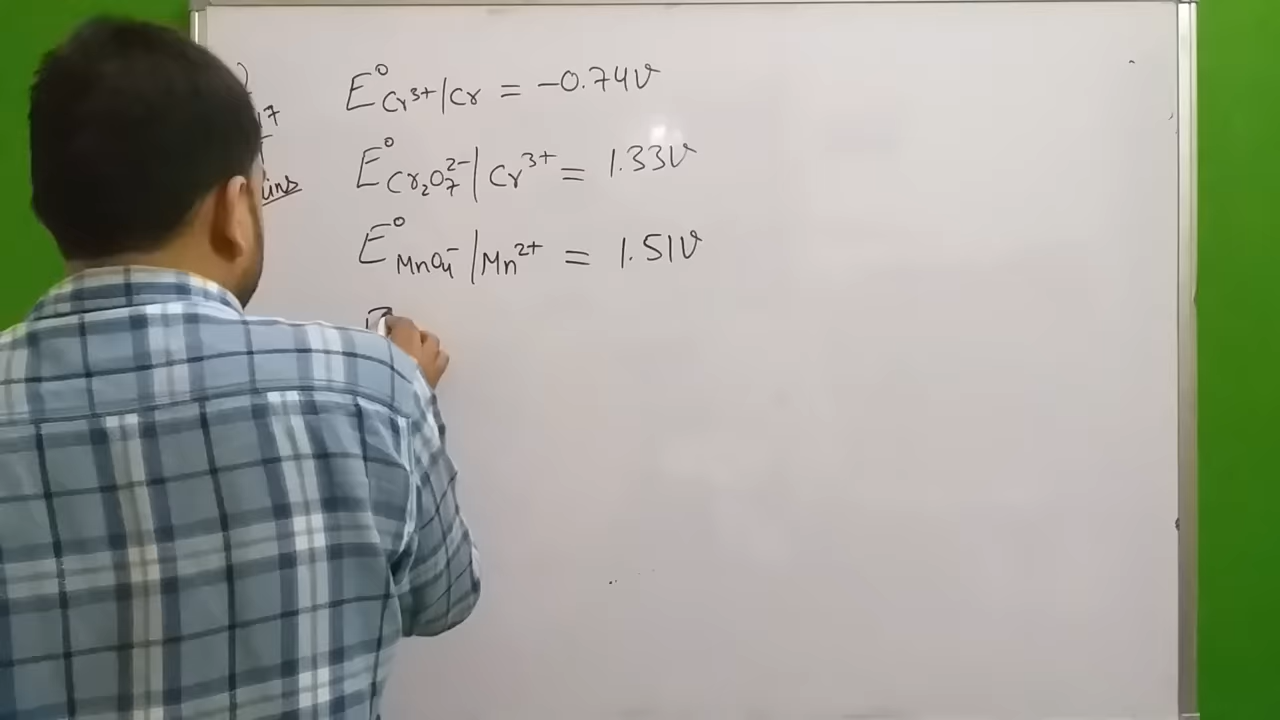 E°Cr³⁺/Cr = -0.74V
E°Cr₂O₇²⁻/Cr³⁺ = 1.33V
E°MnO₄⁻/Mn²⁺ = 1.51V